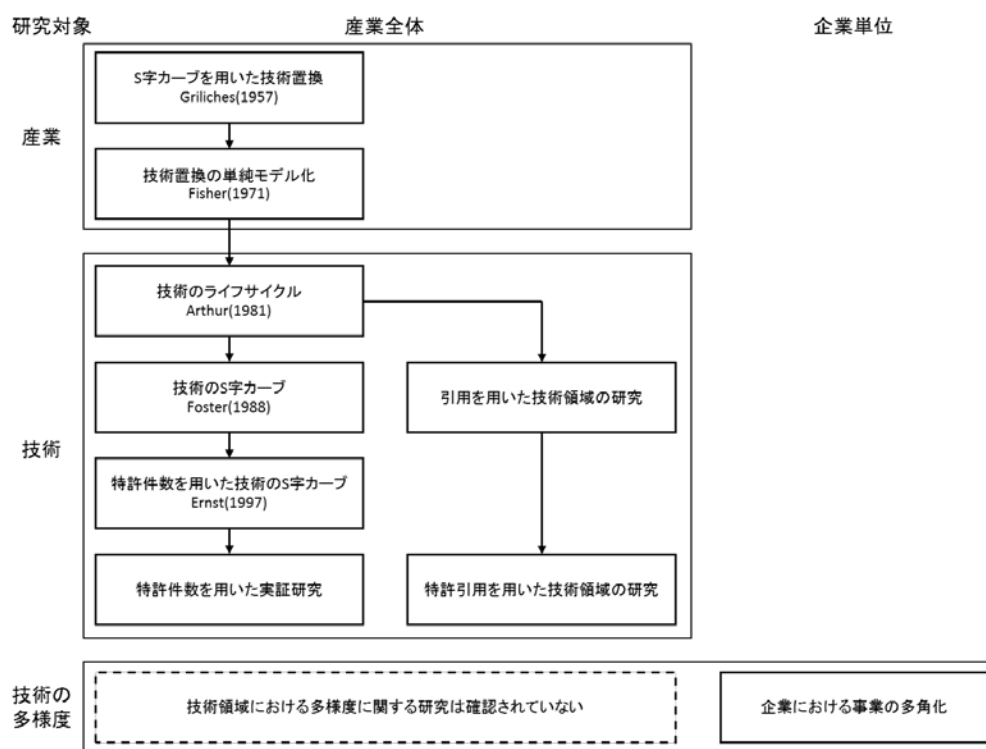 研究対象
産業全体
企業単位
産業
S字カーブを用いた技術置換
Griliches(1957)
技術置換の単純モデル化
Fisher(1971)
技術
技術のライフサイクル
Arthur(1981)
技術のS字カーブ
Foster(1988)
引用を用いた技術領域の研究
特許件数を用いた技術のS字カーブ
Ernst(1997)
特許件数を用いた実証研究
特許引用を用いた技術領域の研究
技術の
多様度
技術領域における多様度に関する研究は確認されていない
企業における事業の多角化